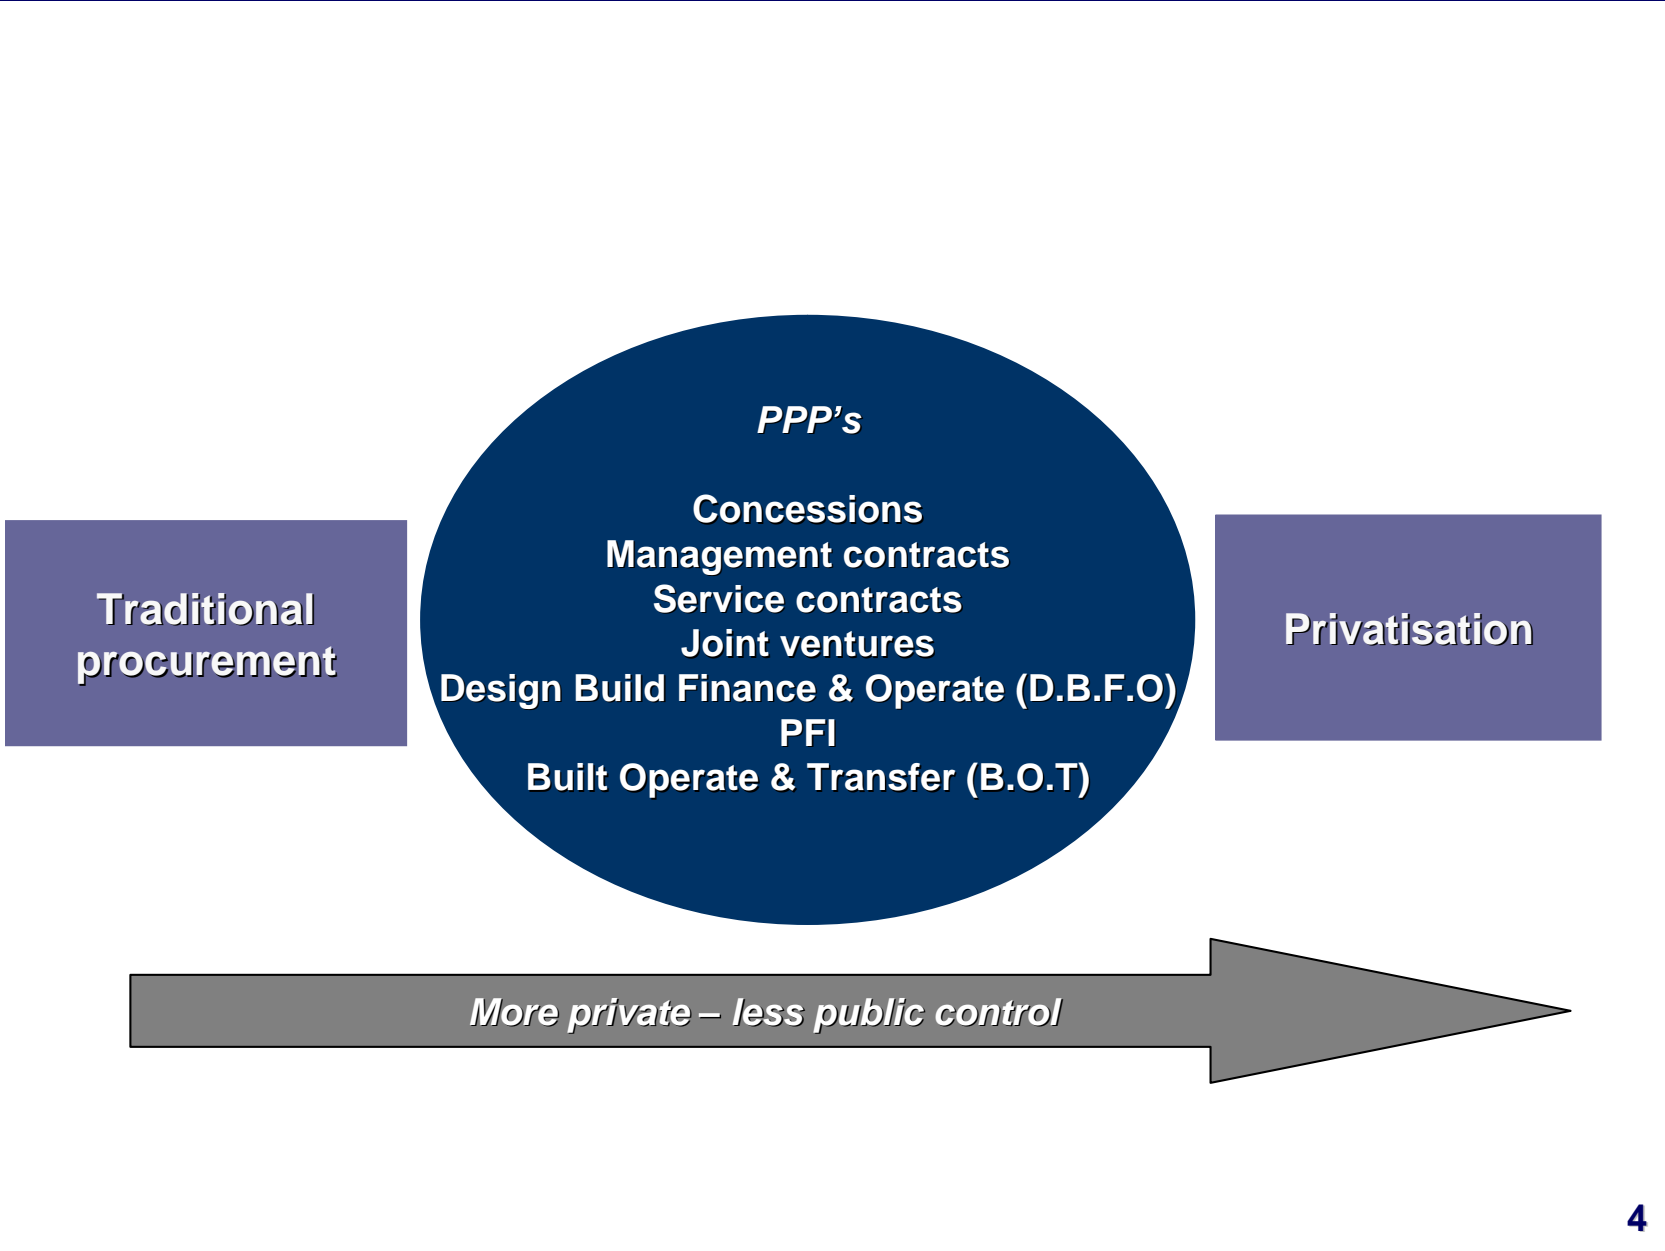 PPP’s
Concessions
Management contracts
Service contracts
Joint ventures
Design Build Finance & Operate (D.B.F.O)
PFI
Built Operate & Transfer (B.O.T)
Traditional
procurement
Privatisation
More private – less public control
4